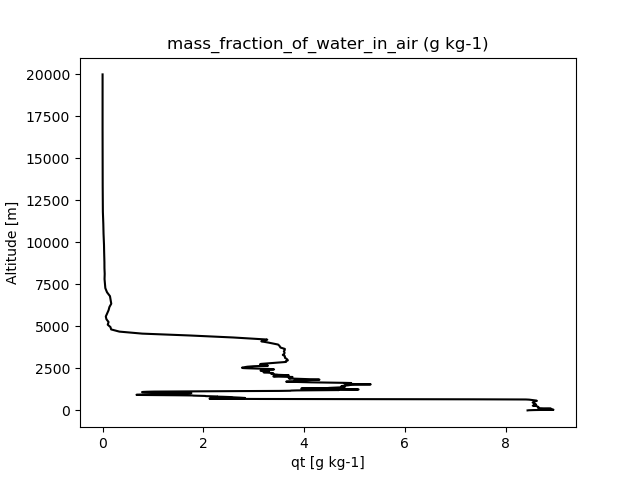 mass_fraction_of_water_in_air (g kg-1)
20000
17500
15000
12500
10000
7500
5000
2500
0
Altitude [m]
0 2 4 6 8
qt [g kg-1]